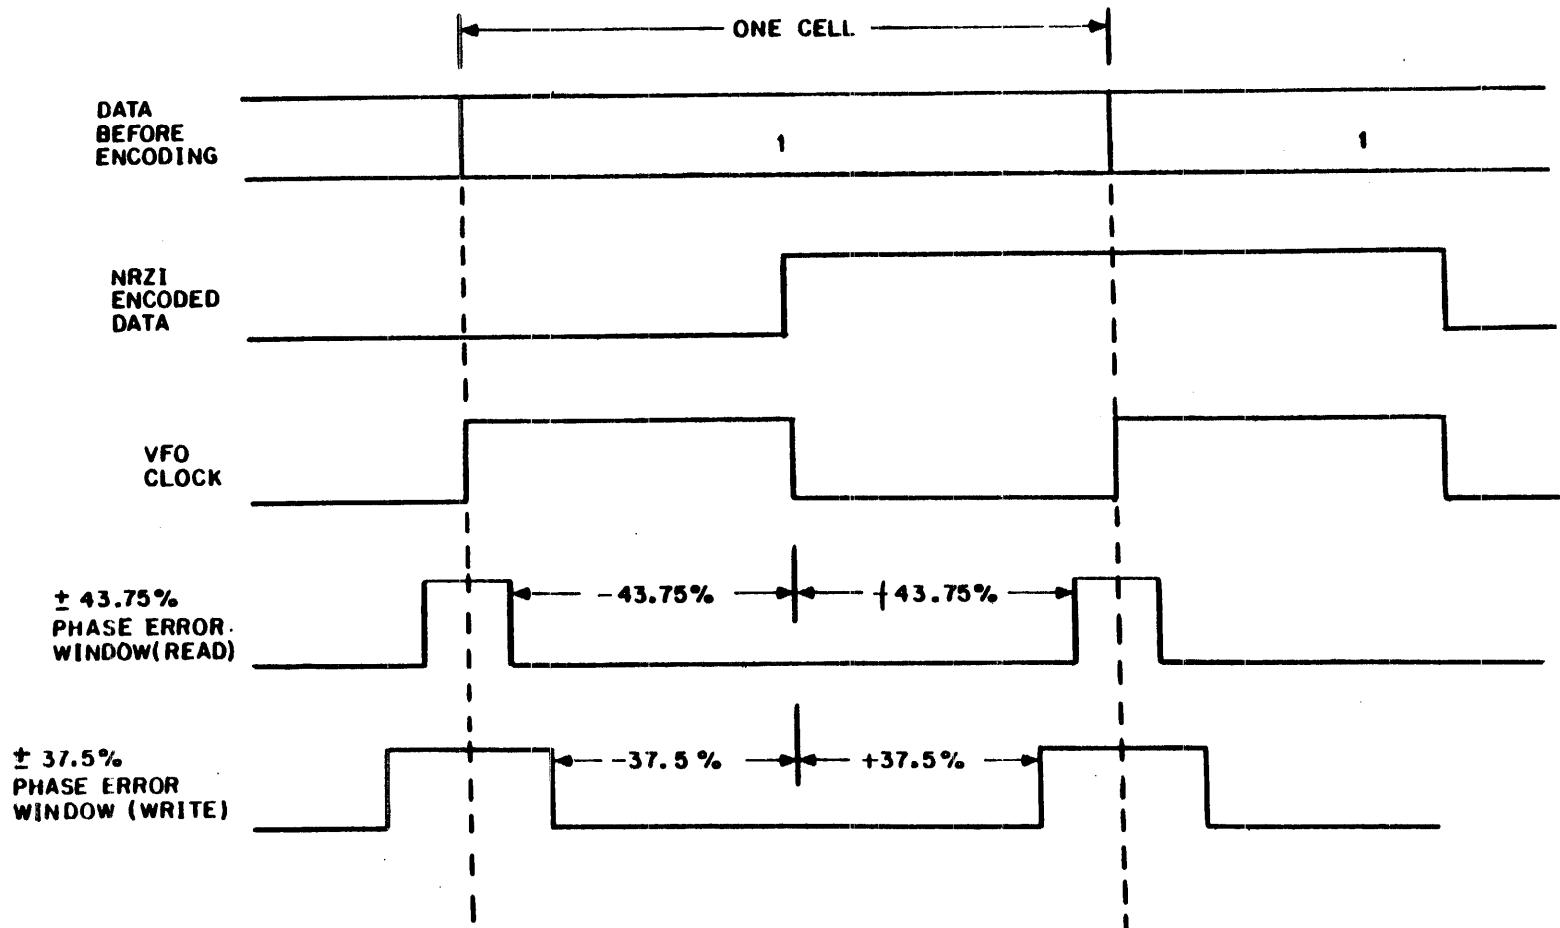 ONE CELL
DATA
BEFORE
ENCODING
1
1
NRZI
ENCODED
DATA
VFO
CLOCK
± 43.75%
PHASE ERROR
WINDOW(READ)
-43.75%
+43.75%
± 37.5%
PHASE ERROR
WINDOW (WRITE)
-37.5%
+37.5%